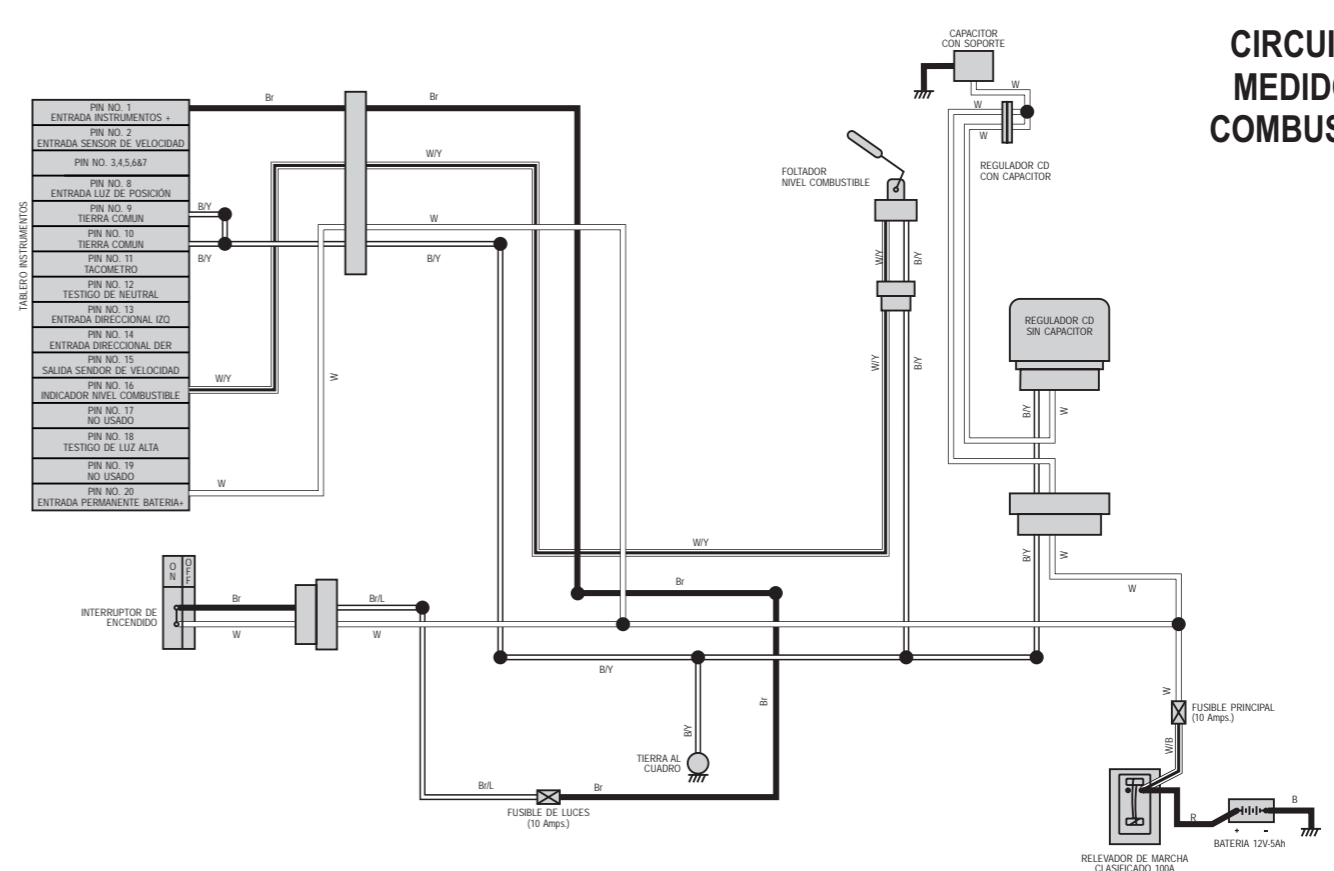 CIRCUI
MEDIDO
COMBUS
CAPACITOR
CON SOPORTE
W
W
W
REGULADOR CD
CON CAPACITOR
FOLTADOR
NIVEL COMBUSTIBLE
TABLERO INSTRUMENTOS
PIN NO. 1
ENTRADA INSTRUMENTOS +
PIN NO. 2
ENTRADA SENSOR DE VELOCIDAD
PIN NO. 3,4,5,6&7
PIN NO. 8
ENTRADA LUZ DE POSICIÓN
PIN NO. 9
TIERRA COMUN
PIN NO. 10
TIERRA COMUN
PIN NO. 11
TACOMETRO
PIN NO. 12
TESTIGO DE NEUTRAL
PIN NO. 13
ENTRADA DIRECCIONAL IZQ
PIN NO. 14
ENTRADA DIRECCIONAL DER
PIN NO. 15
SALIDA SENDOR DE VELOCIDAD
PIN NO. 16
INDICADOR NIVEL COMBUSTIBLE
PIN NO. 17
NO USADO
PIN NO. 18
TESTIGO DE LUZ ALTA
PIN NO. 19
NO USADO
PIN NO. 20
ENTRADA PERMANENTE BATERIA+
Br
Br
W/Y
W
B/Y
B/Y
B/Y
W/Y
W
W
W/Y
B/Y
W/Y
B/Y
REGULADOR CD
SIN CAPACITOR
B/Y
W
B/Y
W
W
W/Y
Br
ON
OFF
INTERRUPTOR DE
ENCENDIDO
Br
W
Br/L
W
B/Y
B/Y
Br
TIERRA AL
CUADRO
Br/L
Br
FUSIBLE DE LUCES
(10 Amps.)
W
FUSIBLE PRINCIPAL
(10 Amps.)
W/B
R
B
+ -
BATERIA 12V-5Ah
RELEVADOR DE MARCHA
CLASIFICADO 100A